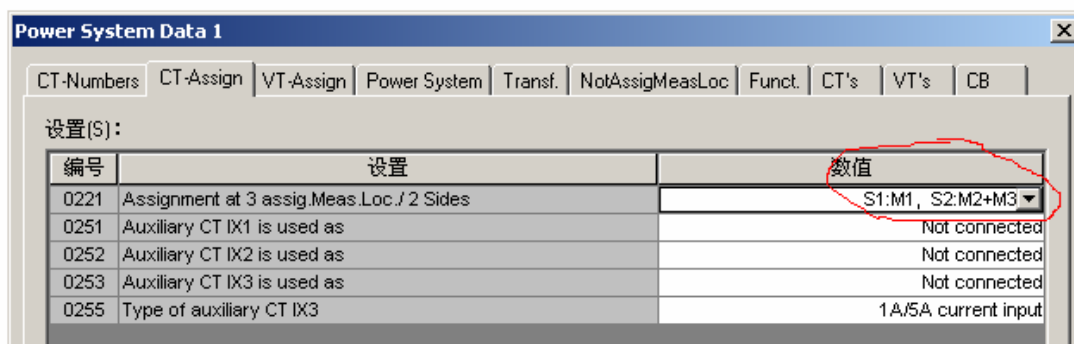 Power System Data 1
CT-Numbers CT-Assign VT-Assign Power System Transf. NotAssigMeasLoc Funct. CT's VT's CB
设置(S):
编号 设置 数值
0221 Assignment at 3 assig.Meas.Loc./ 2 Sides S1:M1, S2:M2+M3
0251 Auxiliary CT IX1 is used as Not connected
0252 Auxiliary CT IX2 is used as Not connected
0253 Auxiliary CT IX3 is used as Not connected
0255 Type of auxiliary CT IX3 1A/5A current input